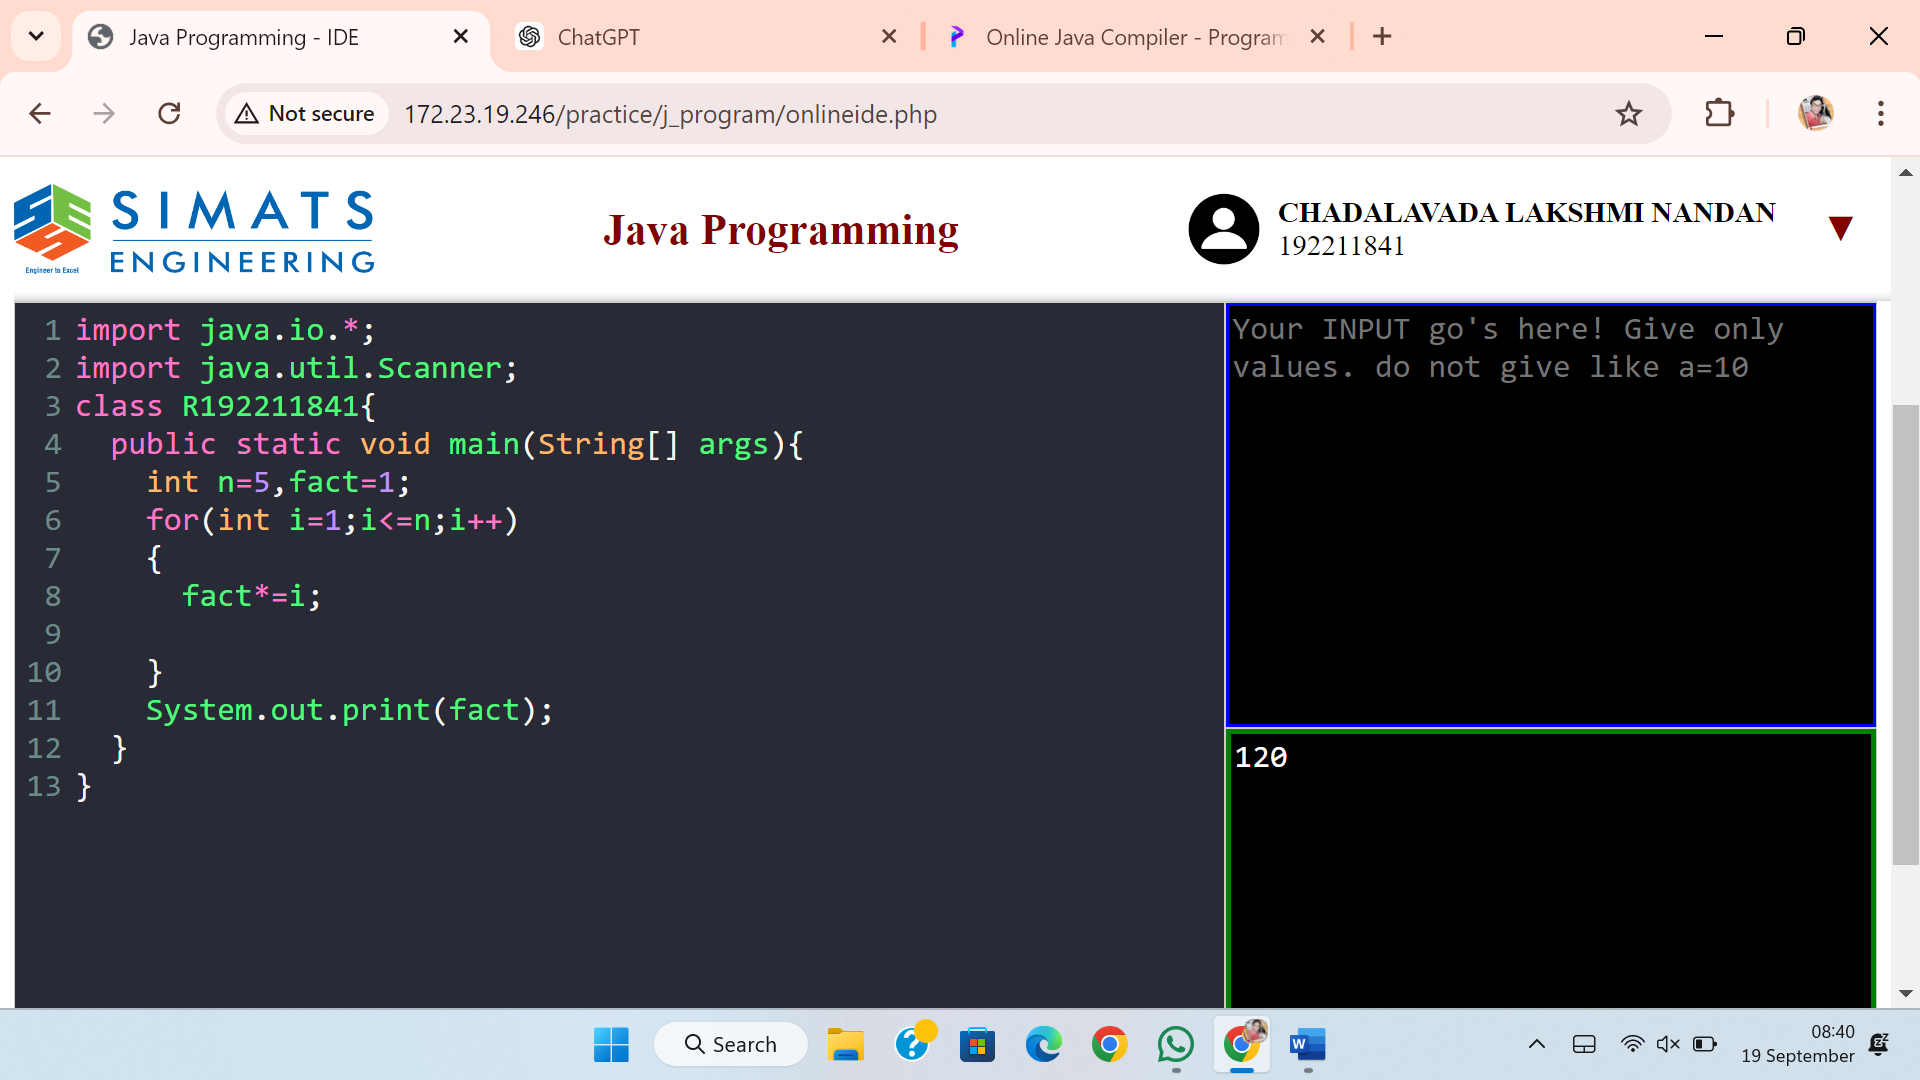 Java Programming - IDE
ChatGPT
Online Java Compiler - Program
Not secure
172.23.19.246/practice/j_program/onlineide.php
SIMATS
ENGINEERING
Engineer to Excel
Java Programming
CHADALAVADA LAKSHMI NANDAN
192211841
1 import java.io.*;
2 import java.util.Scanner;
3 class R192211841{
4 public static void main(String[] args){
5 int n=5,fact=1;
6 for(int i=1;i<=n;i++)
7 {
8 fact*=i;
9
10 }
11 System.out.print(fact);
12 }
13 }
Your INPUT go's here! Give only
values. do not give like a=10
120
Search
08:40
19 September